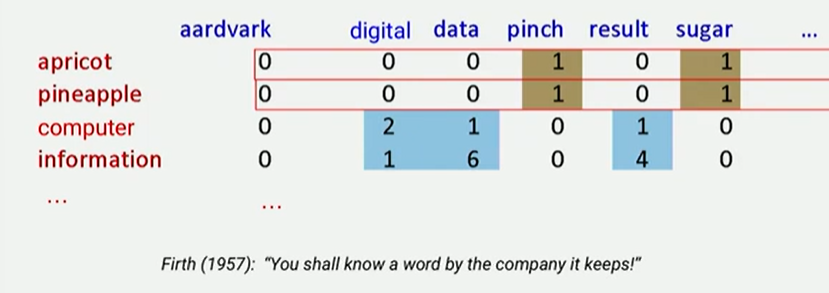 aardvark digital data pinch result sugar ...
apricot 0 0 0 1 0 1
pineapple 0 0 0 1 0 1
computer 0 2 1 0 1 0
information 0 1 6 0 4 0
... ...
Firth (1957): "You shall know a word by the company it keeps!"